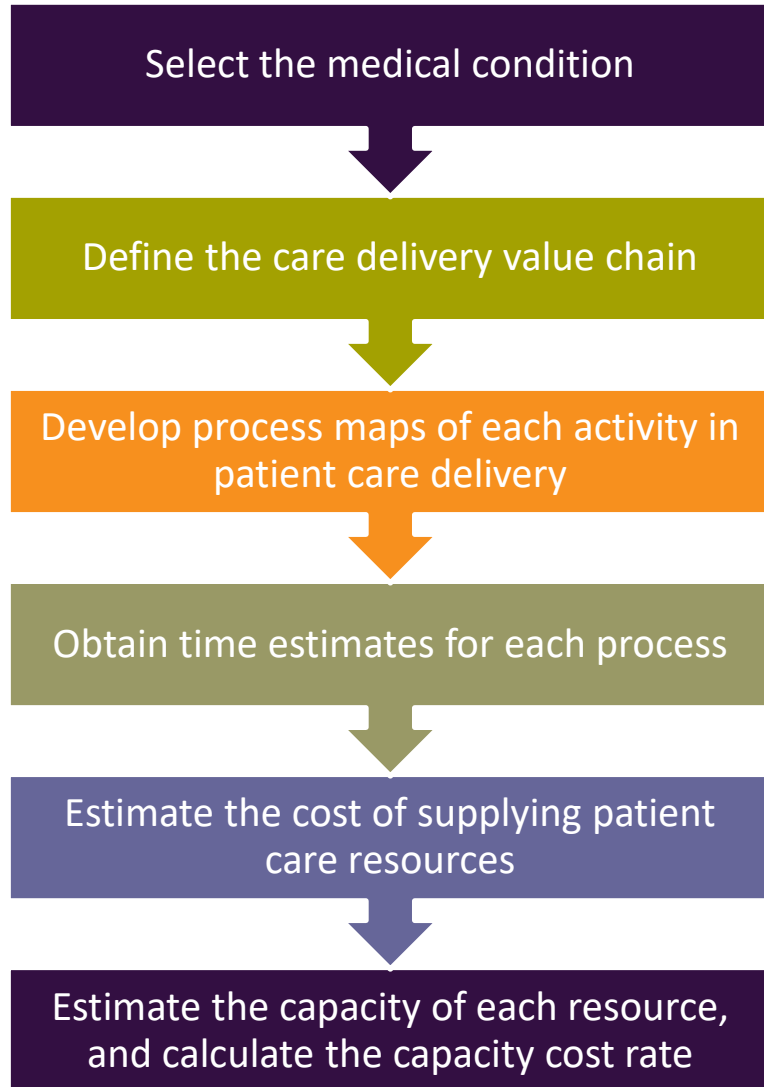 Select the medical condition
Define the care delivery value chain
Develop process maps of each activity in
patient care delivery
Obtain time estimates for each process
Estimate the cost of supplying patient
care resources
Estimate the capacity of each resource,
and calculate the capacity cost rate